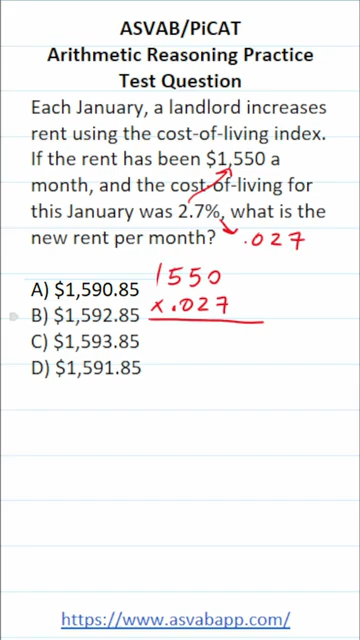 ASVAB/PiCAT
Arithmetic Reasoning Practice
Test Question
Each January, a landlord increases
rent using the cost-of-living index.
If the rent has been $1,550 a
month, and the cost-of-living for
this January was 2.7%, what is the
new rent per month?
.027
A) $1,590.85
B) $1,592.85
C) $1,593.85
D) $1,591.85
1550
x .027
https://www.asvabapp.com/